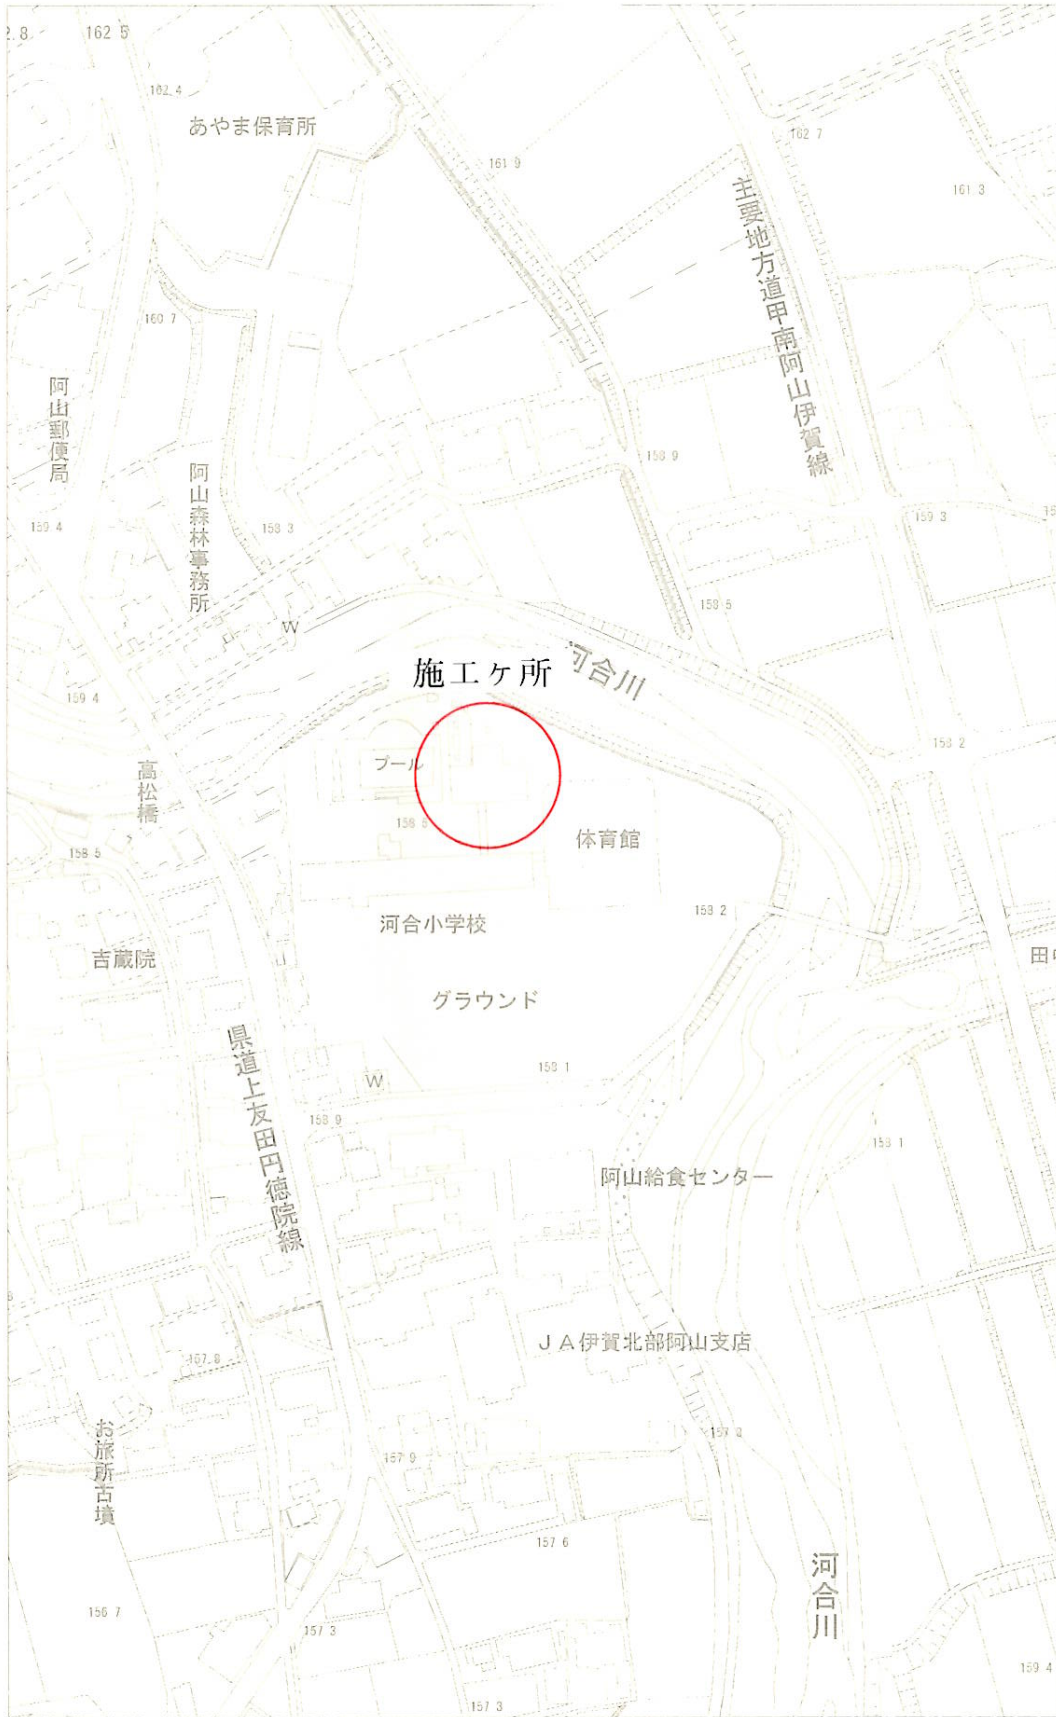 2.8
162 5
162.4
あやま保育所
162 7
161 9
161 3
主要地方道甲南阿山伊賀線
160.7
阿山郵便局
158 9
阿山森林事務所
159 4
158 3
159 3
158 5
W
河合川
施工ヶ所
159 4
158 2
プール
高松橋
158 5
体育館
158 5
158 2
河合小学校
吉蔵院
グラウンド
県道上友田円徳院線
158 1
W
158 9
158 1
阿山給食センター
JA伊賀北部阿山支店
157.8
お旅所古墳
157 9
157 6
河合川
156 7
157 3
159 4
157 3